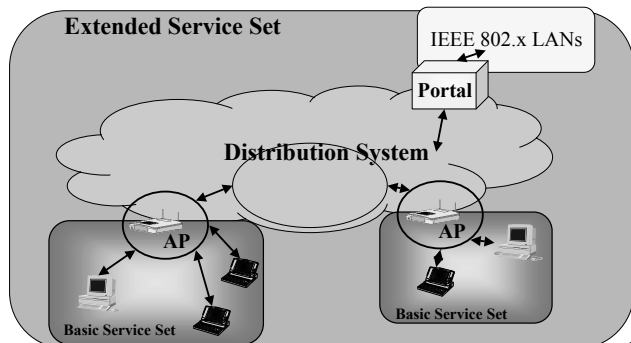 Extended Service Set
IEEE 802.x LANs
Portal
Distribution System
AP
AP
Basic Service Set
Basic Service Set